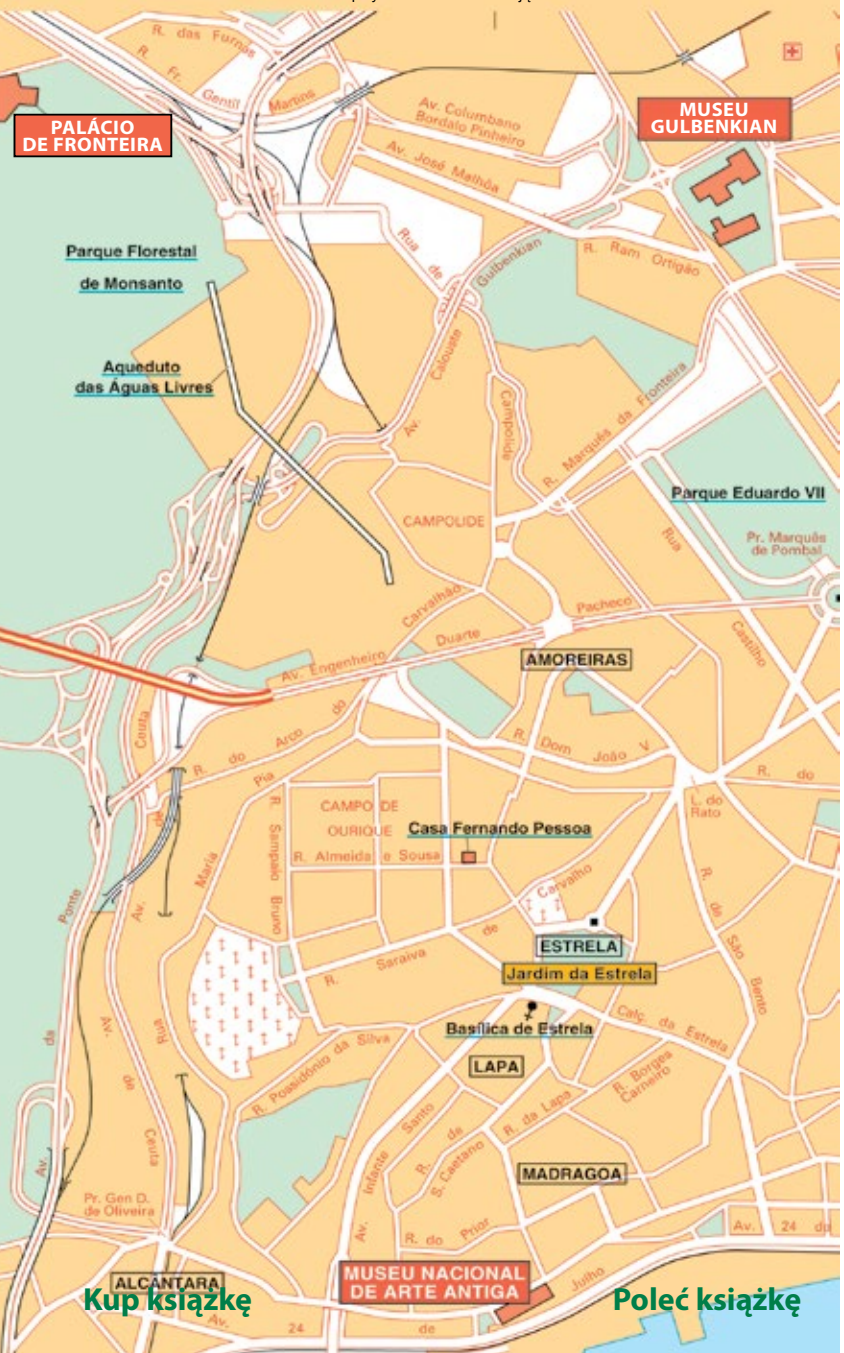 R. das Furnas
R. Fr. Gentil Martins
Av. Columbano
Bordalo Pinheiro
MUSEU
GULBENKIAN
PALÁCIO
DE FRONTEIRA
Av. José Malhôa
Rua de
Parque Florestal
de Monsanto
R. Ram Ortigão
Av. Calouste Gulbenkian
Aqueduto
das Águas Livres
Campolide
R. Marquês da Fronteira
Parque Eduardo VII
CAMPOLIDE
Rua Castilho
Pr. Marquês
de Pombal
Carvalhão
Av. Engenheiro Duarte Pacheco
AMOREIRAS
Ceuta
R. do Arco do
R. Dom João V
R. do
Pia
L. do
Rato
CAMPO DE
OURIQUE
Casa Fernando Pessoa
R. Sampaio Bruno
R. Almeida e Sousa
Maria
de
Av.
Ponte
Carvalho
R. de São Bento
ESTRELA
Jardim da Estrela
R. Saraiva de
Basílica de Estrela
Calç. da Estrela
da
Av. de Ceuta
Rua
R. Possidónio da Silva
LAPA
R. Borges
Carneiro
R. da Lapa
R. de
S. Caetano
MADRAGOA
Av. Infante Santo
Av.
Pr. Gen D.
de Oliveira
R. do Prior
Av. 24 de
ALCÂNTARA
MUSEU NACIONAL
DE ARTE ANTIGA
Julho
Av. 24 de
Kup książkę
Poleć książkę